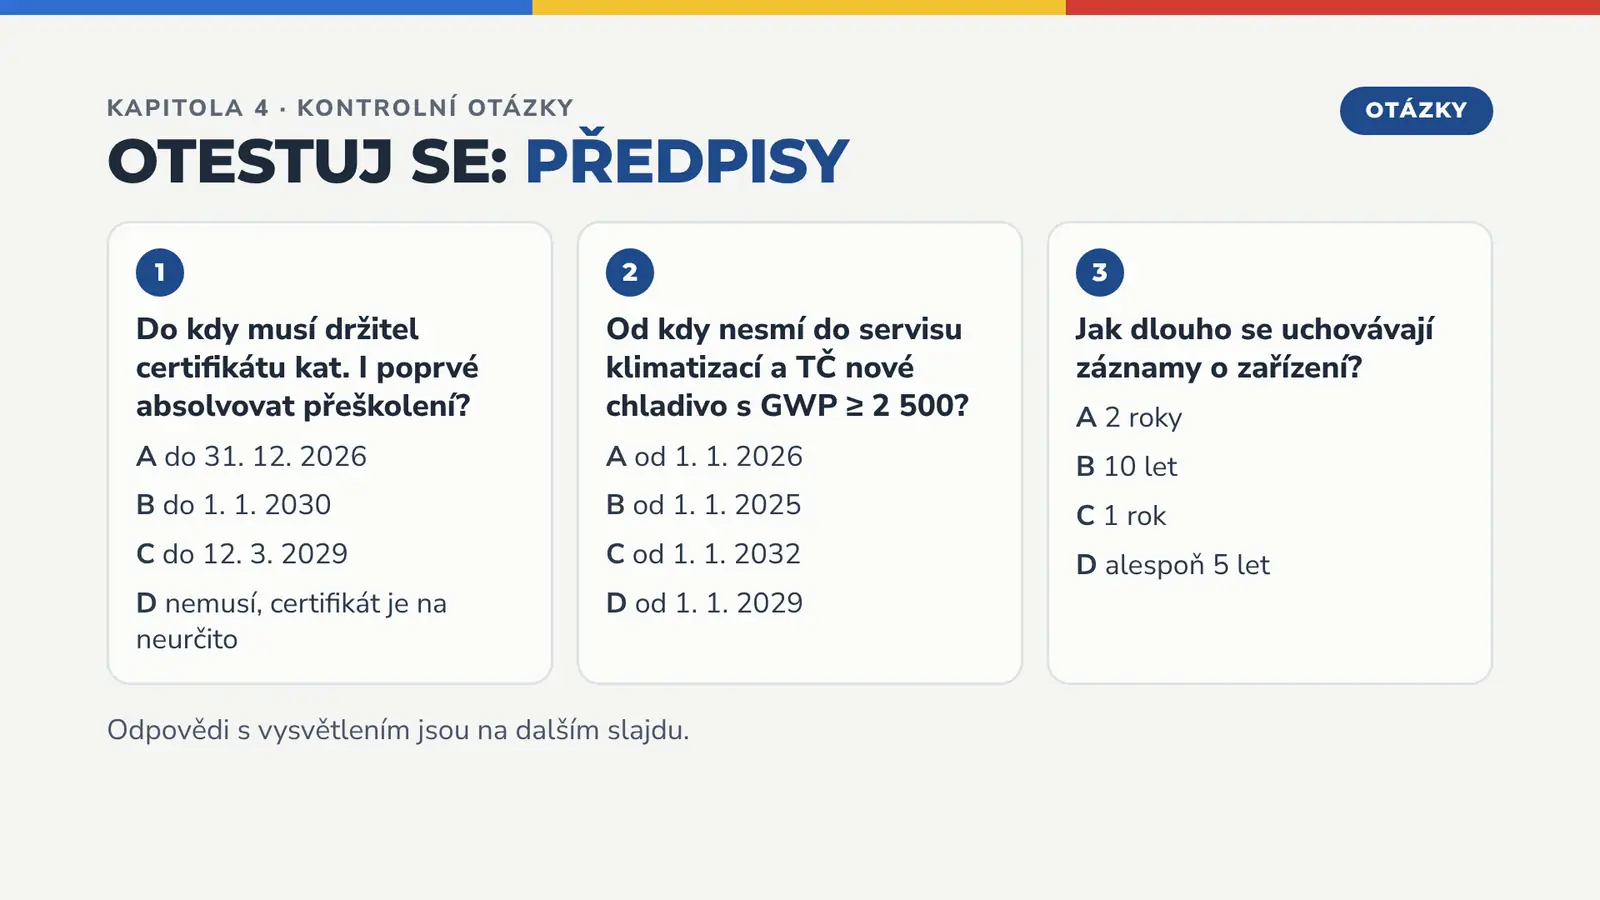 KAPITOLA 4 · KONTROLNÍ OTÁZKY
OTÁZKY
OTESTUJ SE: PŘEDPISY
1
Do kdy musí držitel
certifikátu kat. I poprvé
absolvovat přeškolení?
A do 31. 12. 2026
B do 1. 1. 2030
C do 12. 3. 2029
D nemusí, certifikát je na
neurčito
2
Od kdy nesmí do servisu
klimatizací a TČ nové
chladivo s GWP ≥ 2 500?
A od 1. 1. 2026
B od 1. 1. 2025
C od 1. 1. 2032
D od 1. 1. 2029
3
Jak dlouho se uchovávají
záznamy o zařízení?
A 2 roky
B 10 let
C 1 rok
D alespoň 5 let
Odpovědi s vysvětlením jsou na dalším slajdu.